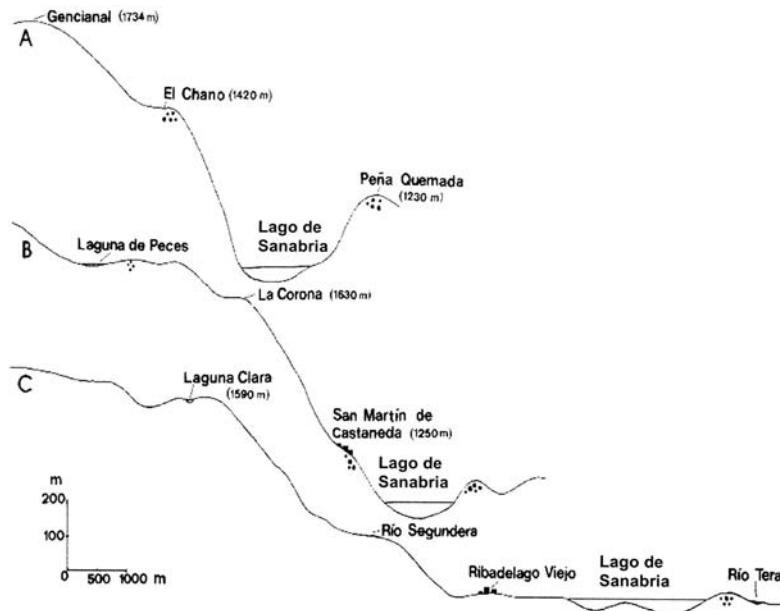 Gencianal (1734 m)
A
El Chano (1420 m)
Peña Quemada
(1230 m)
Lago de
Sanabria
B
Laguna de Peces
La Corona (1630 m)
C
Laguna Clara
(1590 m)
San Martín de
Castaneda (1250 m)
Lago de
Sanabria
m
200
100
0 500 1000 m
Río Segundera
Ribadelago Viejo
Lago de
Sanabria
Río Tera